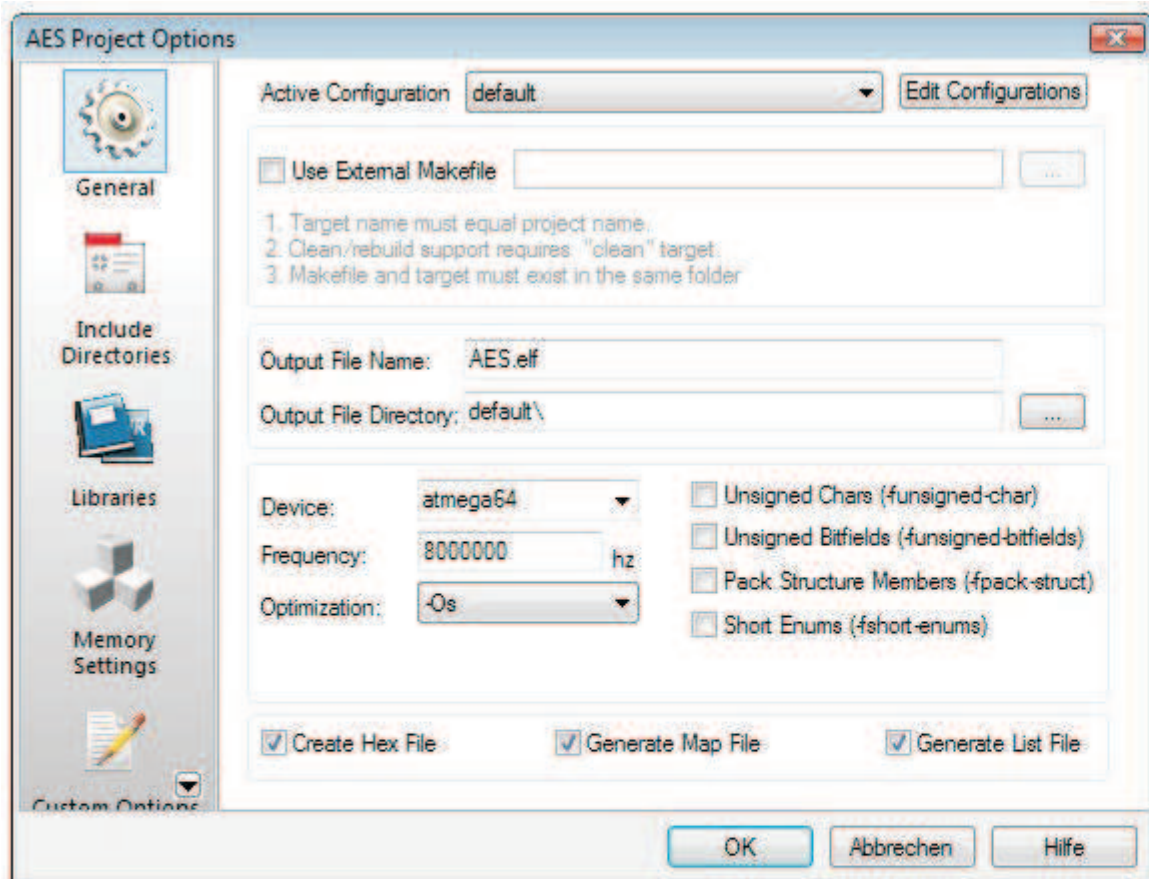 AES Project Options
General
Include
Directories
Libraries
Memory
Settings
Custom Options
Active Configuration default Edit Configurations
Use External Makefile ...
1. Target name must equal project name.
2. Clean/rebuild support requires "clean" target.
3. Makefile and target must exist in the same folder
Output File Name: AES.elf
Output File Directory: default\ ...
Device: atmega64
Frequency: 8000000 hz
Optimization: -Os
Unsigned Chars (-funsigned-char)
Unsigned Bitfields (-funsigned-bitfields)
Pack Structure Members (-fpack-struct)
Short Enums (-fshort-enums)
Create Hex File Generate Map File Generate List File
OK Abbrechen Hilfe